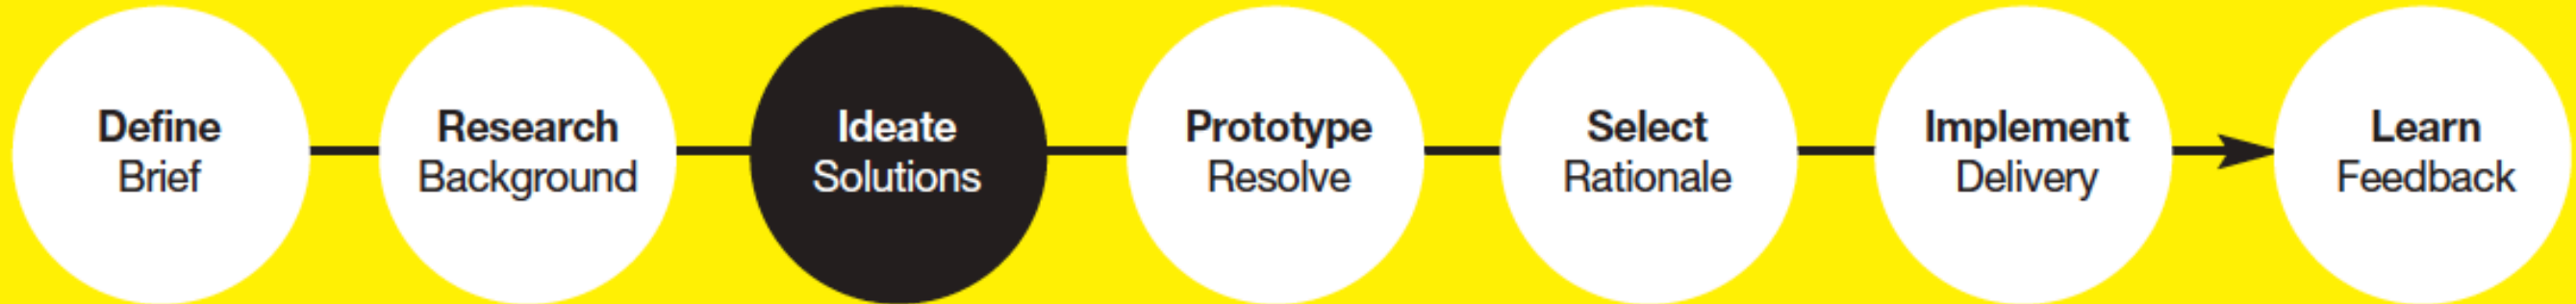 Define
Brief
Research
Background
Ideate
Solutions
Prototype
Resolve
Select
Rationale
Implement
Delivery
Learn
Feedback